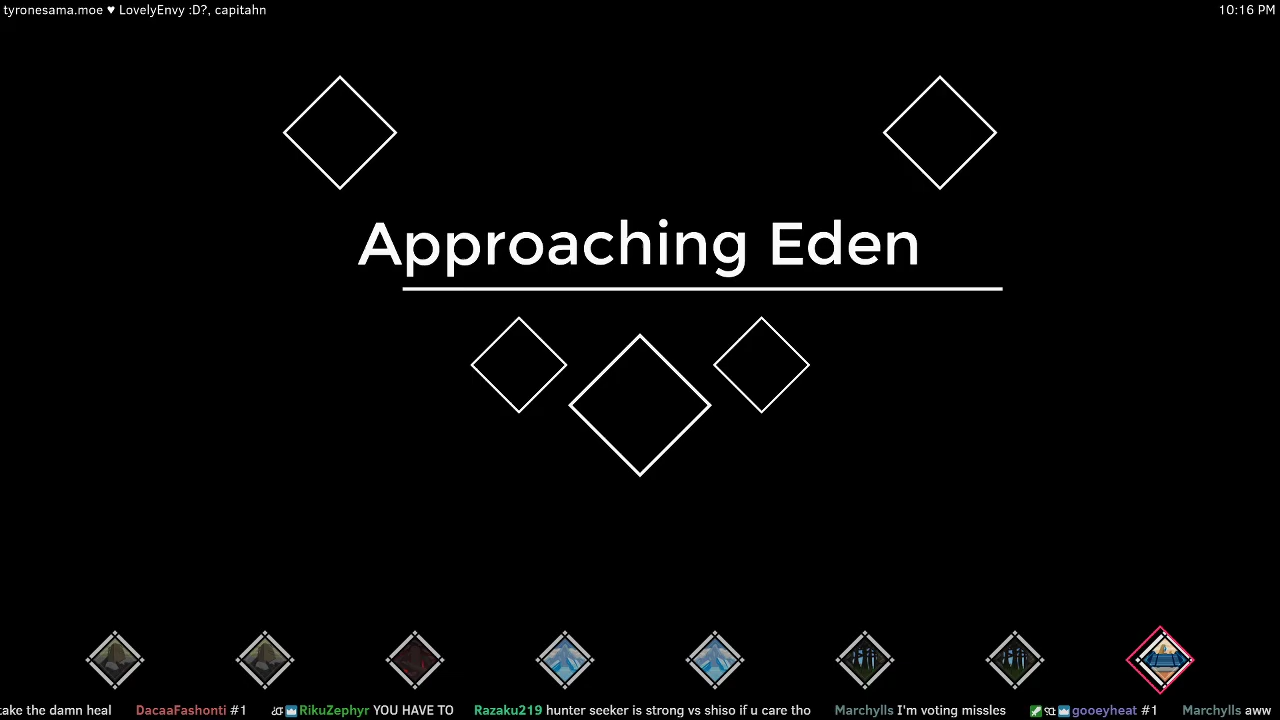 tyronesama.moe ♥ LovelyEnvy :D?, capitahn
10:16 PM
Approaching Eden
take the damn heal DacaaFashonti #1 RikuZephyr YOU HAVE TO Razaku219 hunter seeker is strong vs shiso if u care tho Marchylls I'm voting missles gooeyheat #1 Marchylls aww